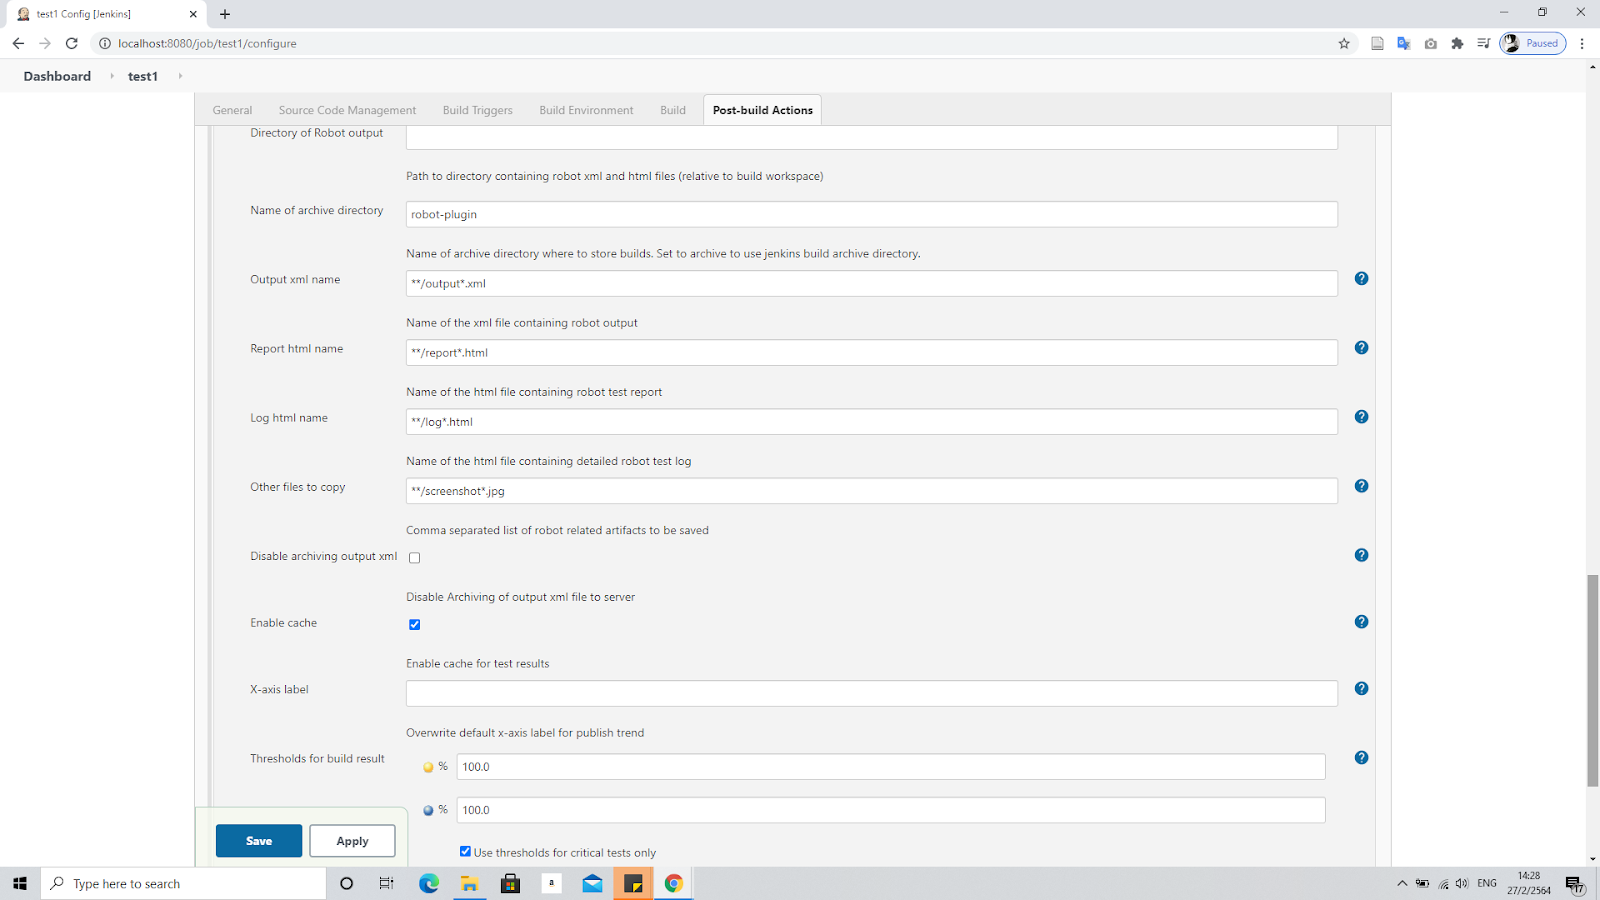 test1 Config [Jenkins]
localhost:8080/job/test1/configure
Paused
Dashboard
test1
General
Source Code Management
Build Triggers
Build Environment
Build
Post-build Actions
Directory of Robot output
Path to directory containing robot xml and html files (relative to build workspace)
Name of archive directory
robot-plugin
Name of archive directory where to store builds. Set to archive to use jenkins build archive directory.
Output xml name
**/output*.xml
Name of the xml file containing robot output
Report html name
**/report*.html
Name of the html file containing robot test report
Log html name
**/log*.html
Name of the html file containing detailed robot test log
Other files to copy
**/screenshot*.jpg
Comma separated list of robot related artifacts to be saved
Disable archiving output xml
Disable Archiving of output xml file to server
Enable cache
Enable cache for test results
X-axis label
Overwrite default x-axis label for publish trend
Thresholds for build result
% 100.0
% 100.0
Use thresholds for critical tests only
Save
Apply
Type here to search
a
ENG
14:28
27/2/2564
17